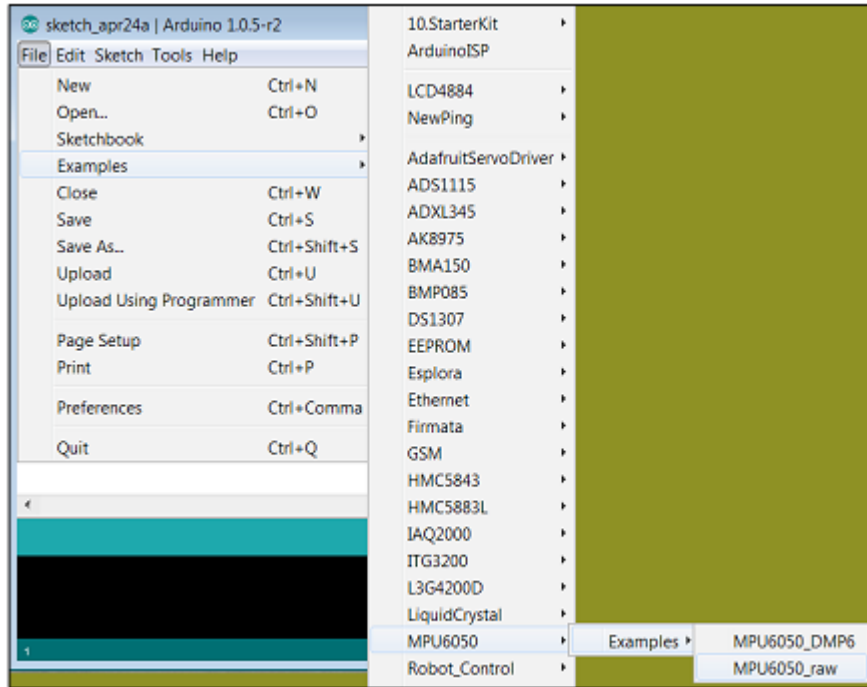 sketch_apr24a | Arduino 1.0.5-r2
File Edit Sketch Tools Help
New Ctrl+N
Open... Ctrl+O
Sketchbook
Examples
Close Ctrl+W
Save Ctrl+S
Save As... Ctrl+Shift+S
Upload Ctrl+U
Upload Using Programmer Ctrl+Shift+U
Page Setup Ctrl+Shift+P
Print Ctrl+P
Preferences Ctrl+Comma
Quit Ctrl+Q
1
10.StarterKit
ArduinoISP
LCD4884
NewPing
AdafruitServoDriver
ADS1115
ADXL345
AK8975
BMA150
BMP085
DS1307
EEPROM
Esplora
Ethernet
Firmata
GSM
HMC5843
HMC5883L
IAQ2000
ITG3200
L3G4200D
LiquidCrystal
MPU6050
Robot_Control
Examples
MPU6050_DMP6
MPU6050_raw